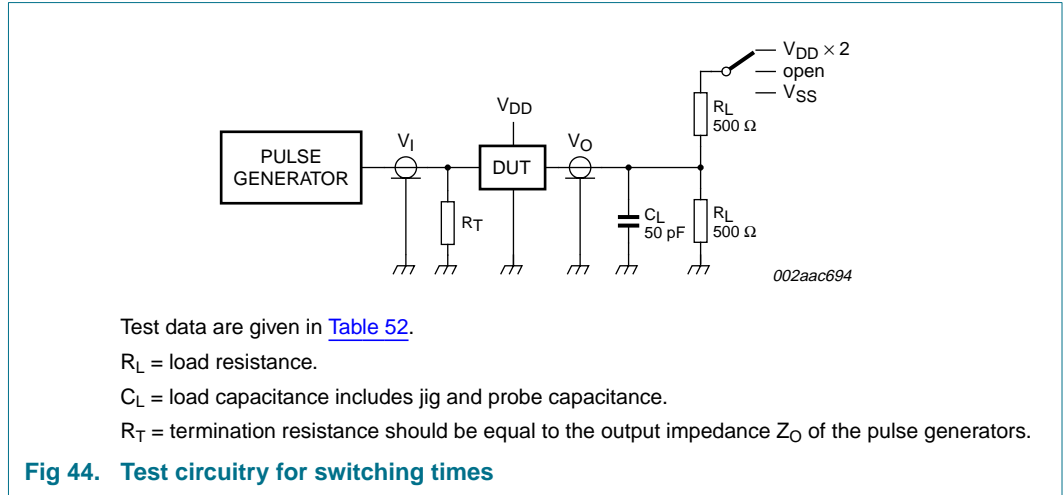 V_DD × 2
open
V_SS
R_L
500 Ω
V_DD
V_I
V_O
PULSE
GENERATOR
DUT
R_T
C_L
50 pF
R_L
500 Ω
002aac694
Test data are given in Table 52.
R_L = load resistance.
C_L = load capacitance includes jig and probe capacitance.
R_T = termination resistance should be equal to the output impedance Z_O of the pulse generators.
Fig 44. Test circuitry for switching times